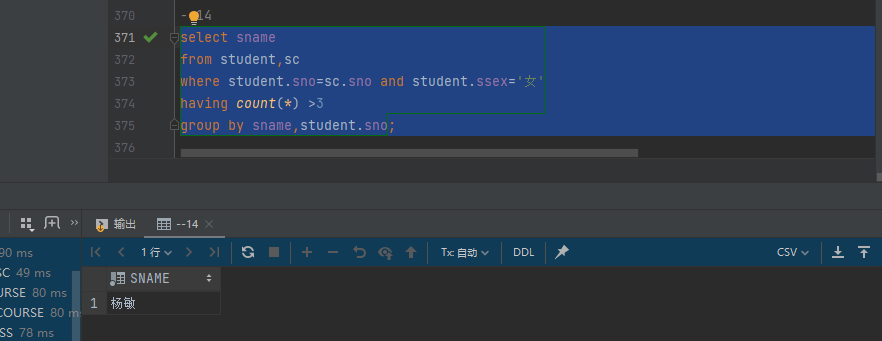 370
--14
371 select sname
372 from student,sc
373 where student.sno=sc.sno and student.ssex='女'
374 having count(*) >3
375 group by sname,student.sno;
376
输出
--14
90 ms
1 行
Tx: 自动
DDL
CSV
SC 49 ms
SNAME
URSE 80 ms
1 杨敏
COURSE 80 m
SS 78 ms